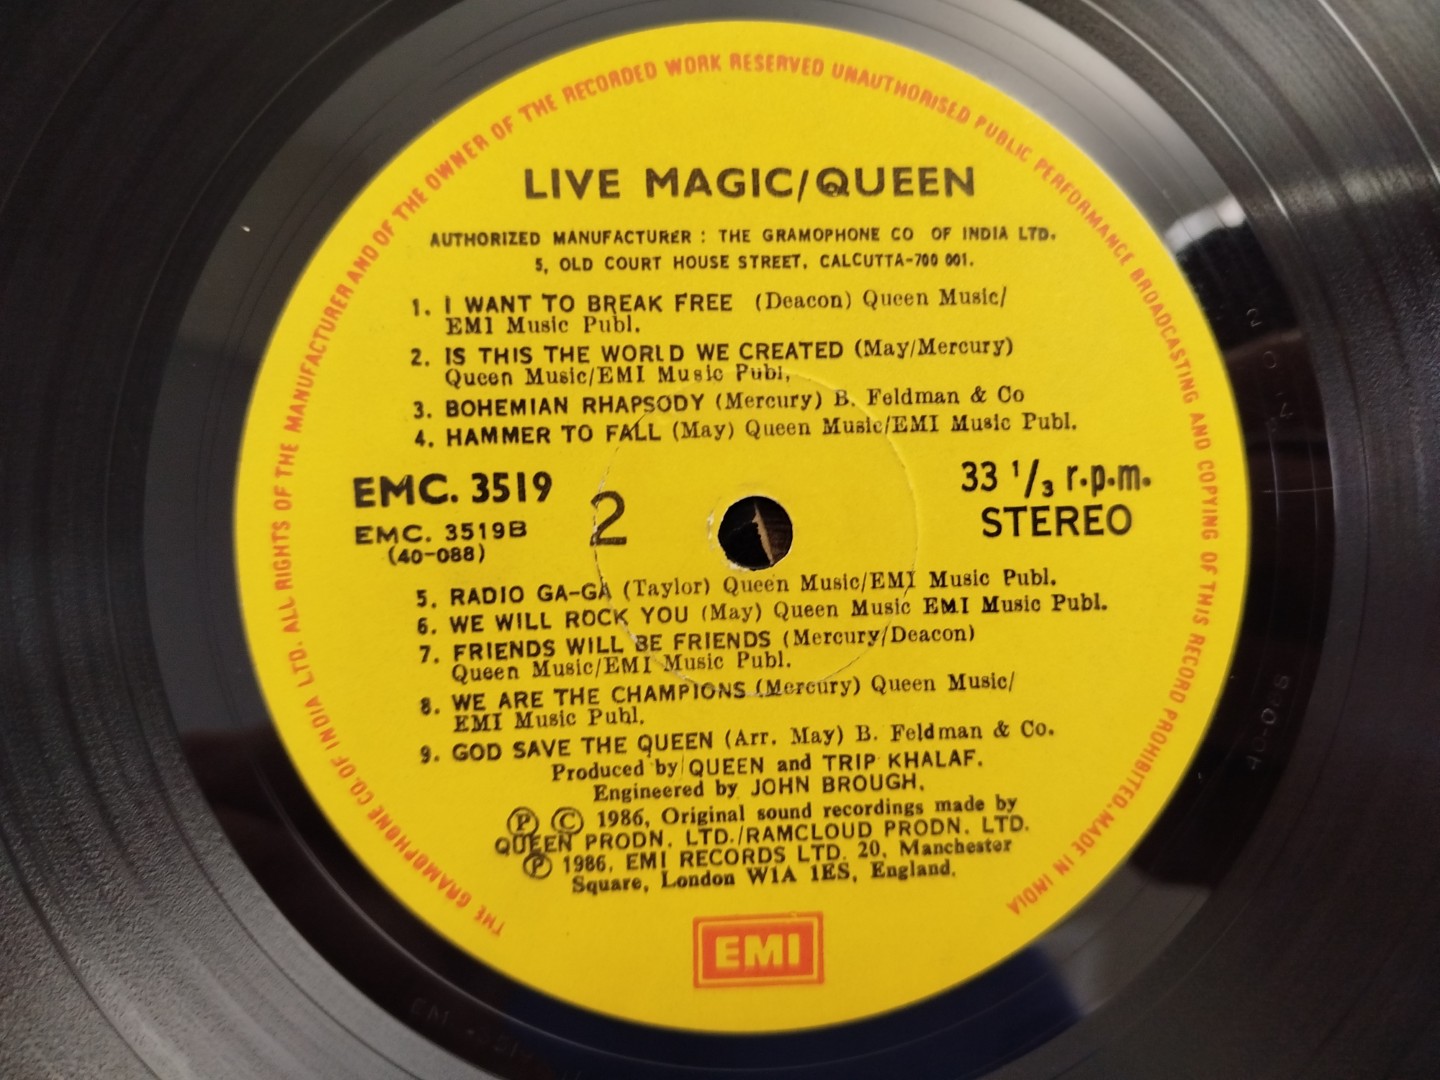 THE GRAMOPHONE CO. OF INDIA LTD. ALL RIGHTS OF THE MANUFACTURER AND OF THE OWNER OF THE RECORDED WORK RESERVED UNAUTHORISED PUBLIC PERFORMANCE BROADCASTING AND COPYING OF THIS RECORD PROHIBITED. MADE IN INDIA
LIVE MAGIC/QUEEN
AUTHORIZED MANUFACTURER : THE GRAMOPHONE CO OF INDIA LTD.
5, OLD COURT HOUSE STREET, CALCUTTA-700 001.
1. I WANT TO BREAK FREE (Deacon) Queen Music/
EMI Music Publ.
2. IS THIS THE WORLD WE CREATED (May/Mercury)
Queen Music/EMI Music Publ,
3. BOHEMIAN RHAPSODY (Mercury) B. Feldman & Co
4. HAMMER TO FALL (May) Queen Music/EMI Music Publ.
EMC. 3519
EMC. 3519B
(40-088)
2
33 1/3 r.p.m.
STEREO
5. RADIO GA-GA (Taylor) Queen Music/EMI Music Publ.
6. WE WILL ROCK YOU (May) Queen Music EMI Music Publ.
7. FRIENDS WILL BE FRIENDS (Mercury/Deacon)
Queen Music/EMI Music Publ.
8. WE ARE THE CHAMPIONS (Mercury) Queen Music/
EMI Music Publ.
9. GOD SAVE THE QUEEN (Arr. May) B. Feldman & Co.
Produced by QUEEN and TRIP KHALAF.
Engineered by JOHN BROUGH.
Ⓟ © 1986, Original sound recordings made by
QUEEN PRODN. LTD./RAMCLOUD PRODN. LTD.
Ⓟ 1986, EMI RECORDS LTD. 20, Manchester
Square, London W1A 1ES, England.
EMI